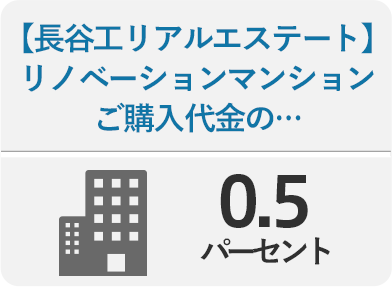 【長谷工リアルエステート】
リノベーションマンション
ご購入代金の…
0.5
パーセント